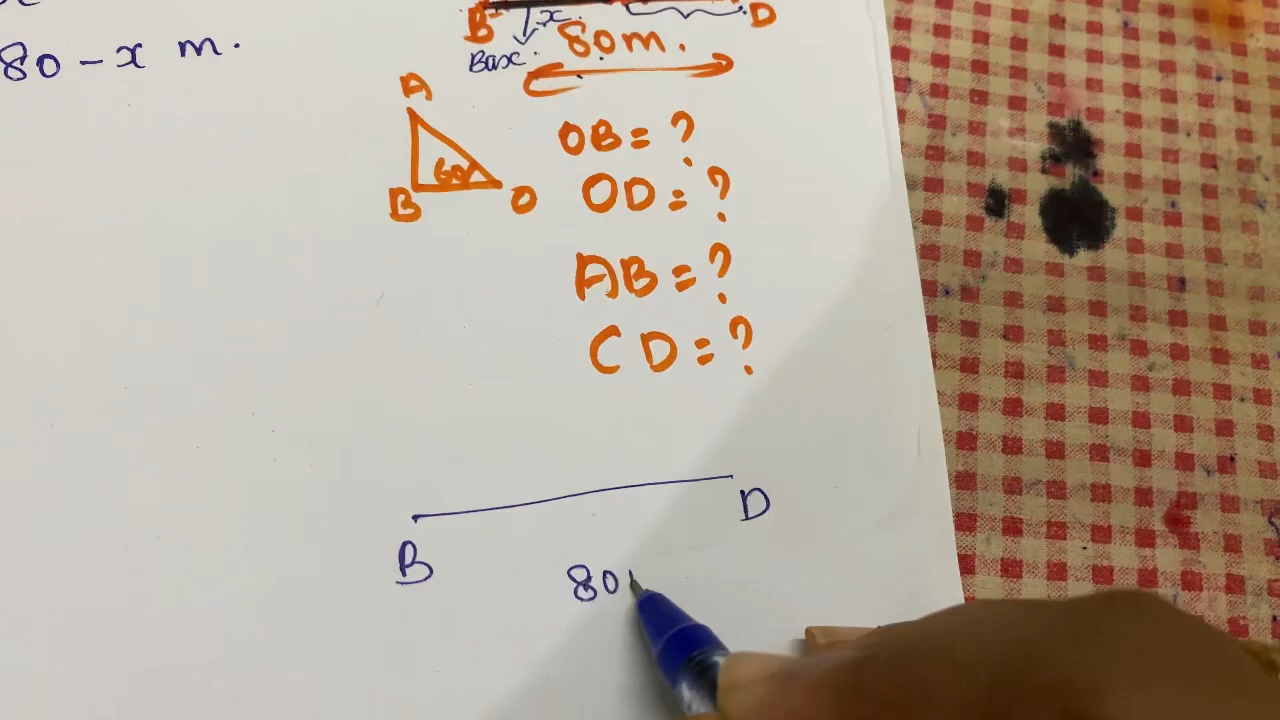 80 - x m.
B x. D
Base.
80m.
A
60
B O
OB = ?
OD = ?
AB = ?
CD = ?
B D
80